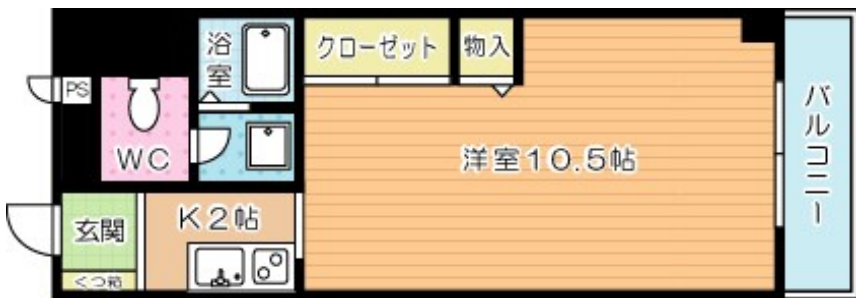 浴室
クローゼット
物入
PS
WC
洋室10.5帖
バルコニー
玄関
K2帖
くつ箱